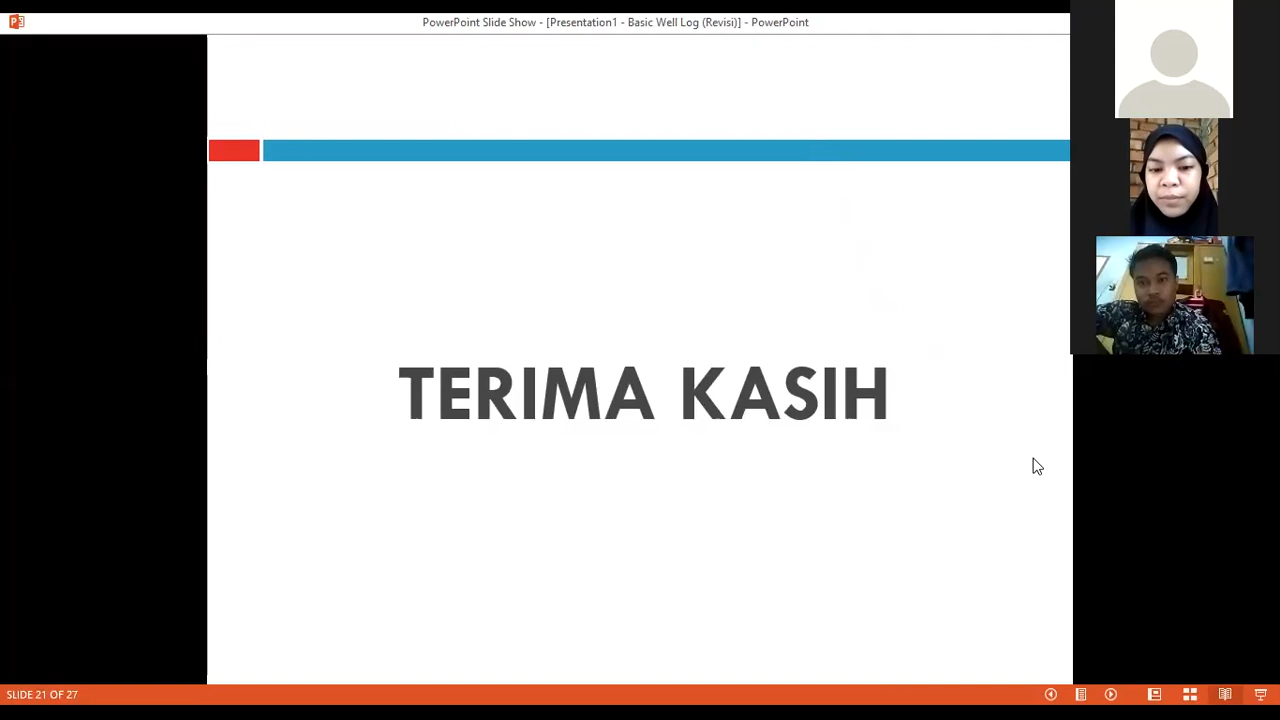 PowerPoint Slide Show - [Presentation1 - Basic Well Log (Revisi)] - PowerPoint
TERIMA KASIH
SLIDE 21 OF 27